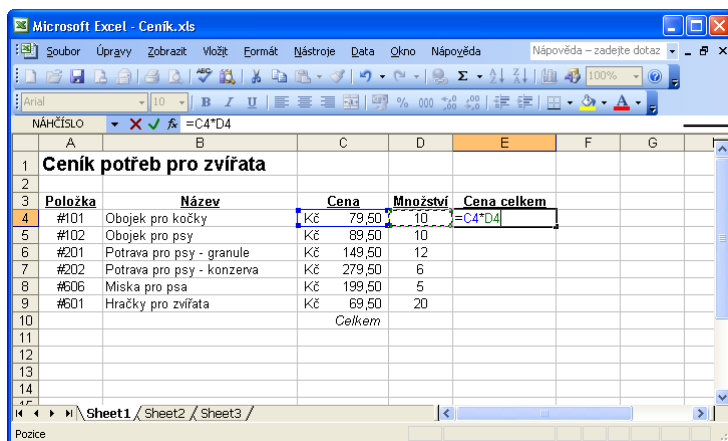 Microsoft Excel - Ceník.xls
Soubor Úpravy Zobrazit Vložit Formát Nástroje Data Okno Nápověda Nápověda – zadejte dotaz
100%
Arial 10 B I U % 000
NÁHČÍSLO =C4*D4
A B C D E F G
1 Ceník potřeb pro zvířata
2
3 Položka Název Cena Množství Cena celkem
4 #101 Obojek pro kočky Kč 79,50 10 =C4*D4
5 #102 Obojek pro psy Kč 89,50 10
6 #201 Potrava pro psy - granule Kč 149,50 12
7 #202 Potrava pro psy - konzerva Kč 279,50 6
8 #606 Miska pro psa Kč 199,50 5
9 #601 Hračky pro zvířata Kč 69,50 20
10 Celkem
11
12
13
14
Sheet1 Sheet2 Sheet3
Pozice